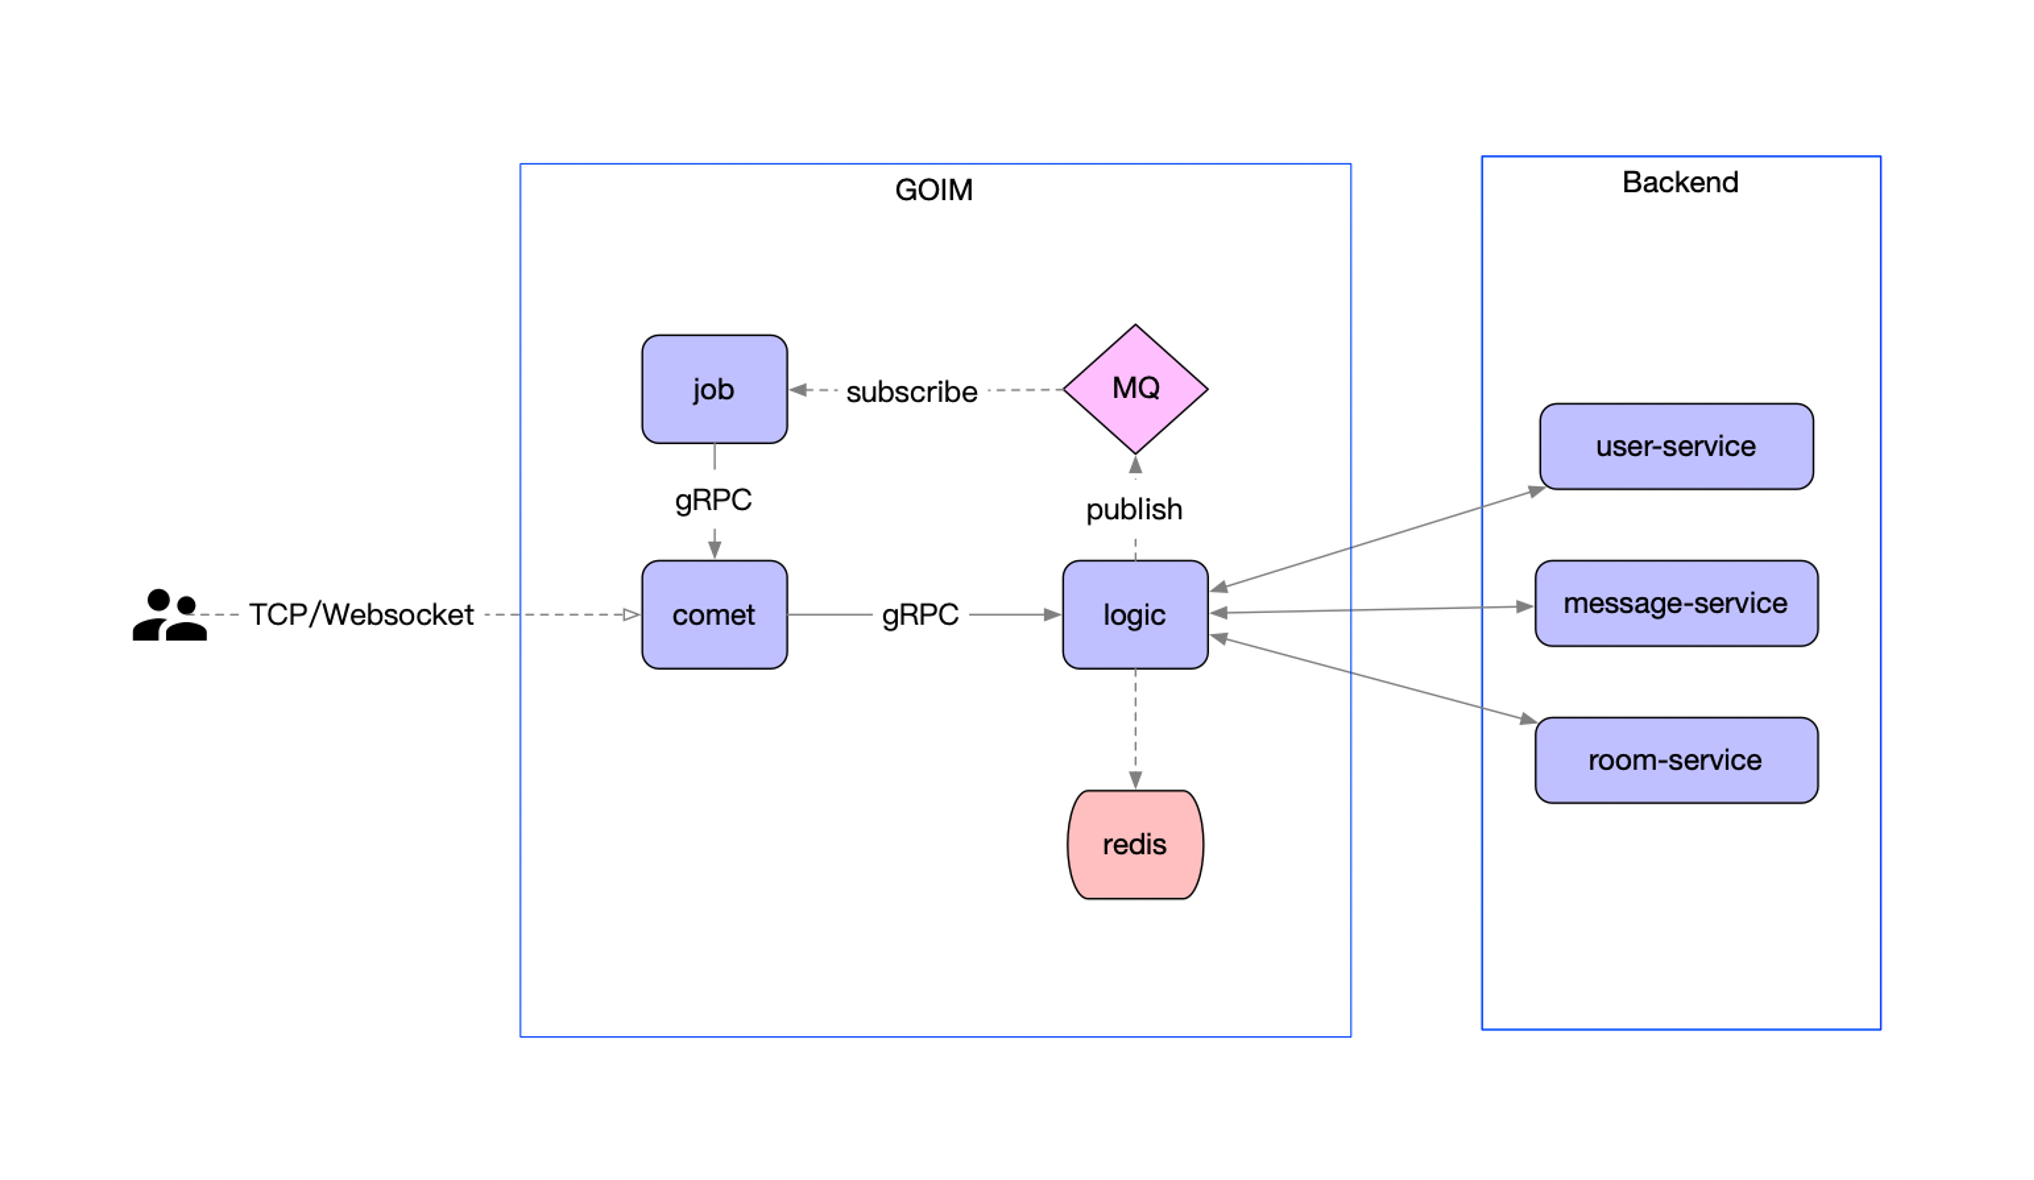 GOIM
Backend
job
subscribe
MQ
gRPC
publish
user-service
TCP/Websocket
comet
gRPC
logic
message-service
room-service
redis